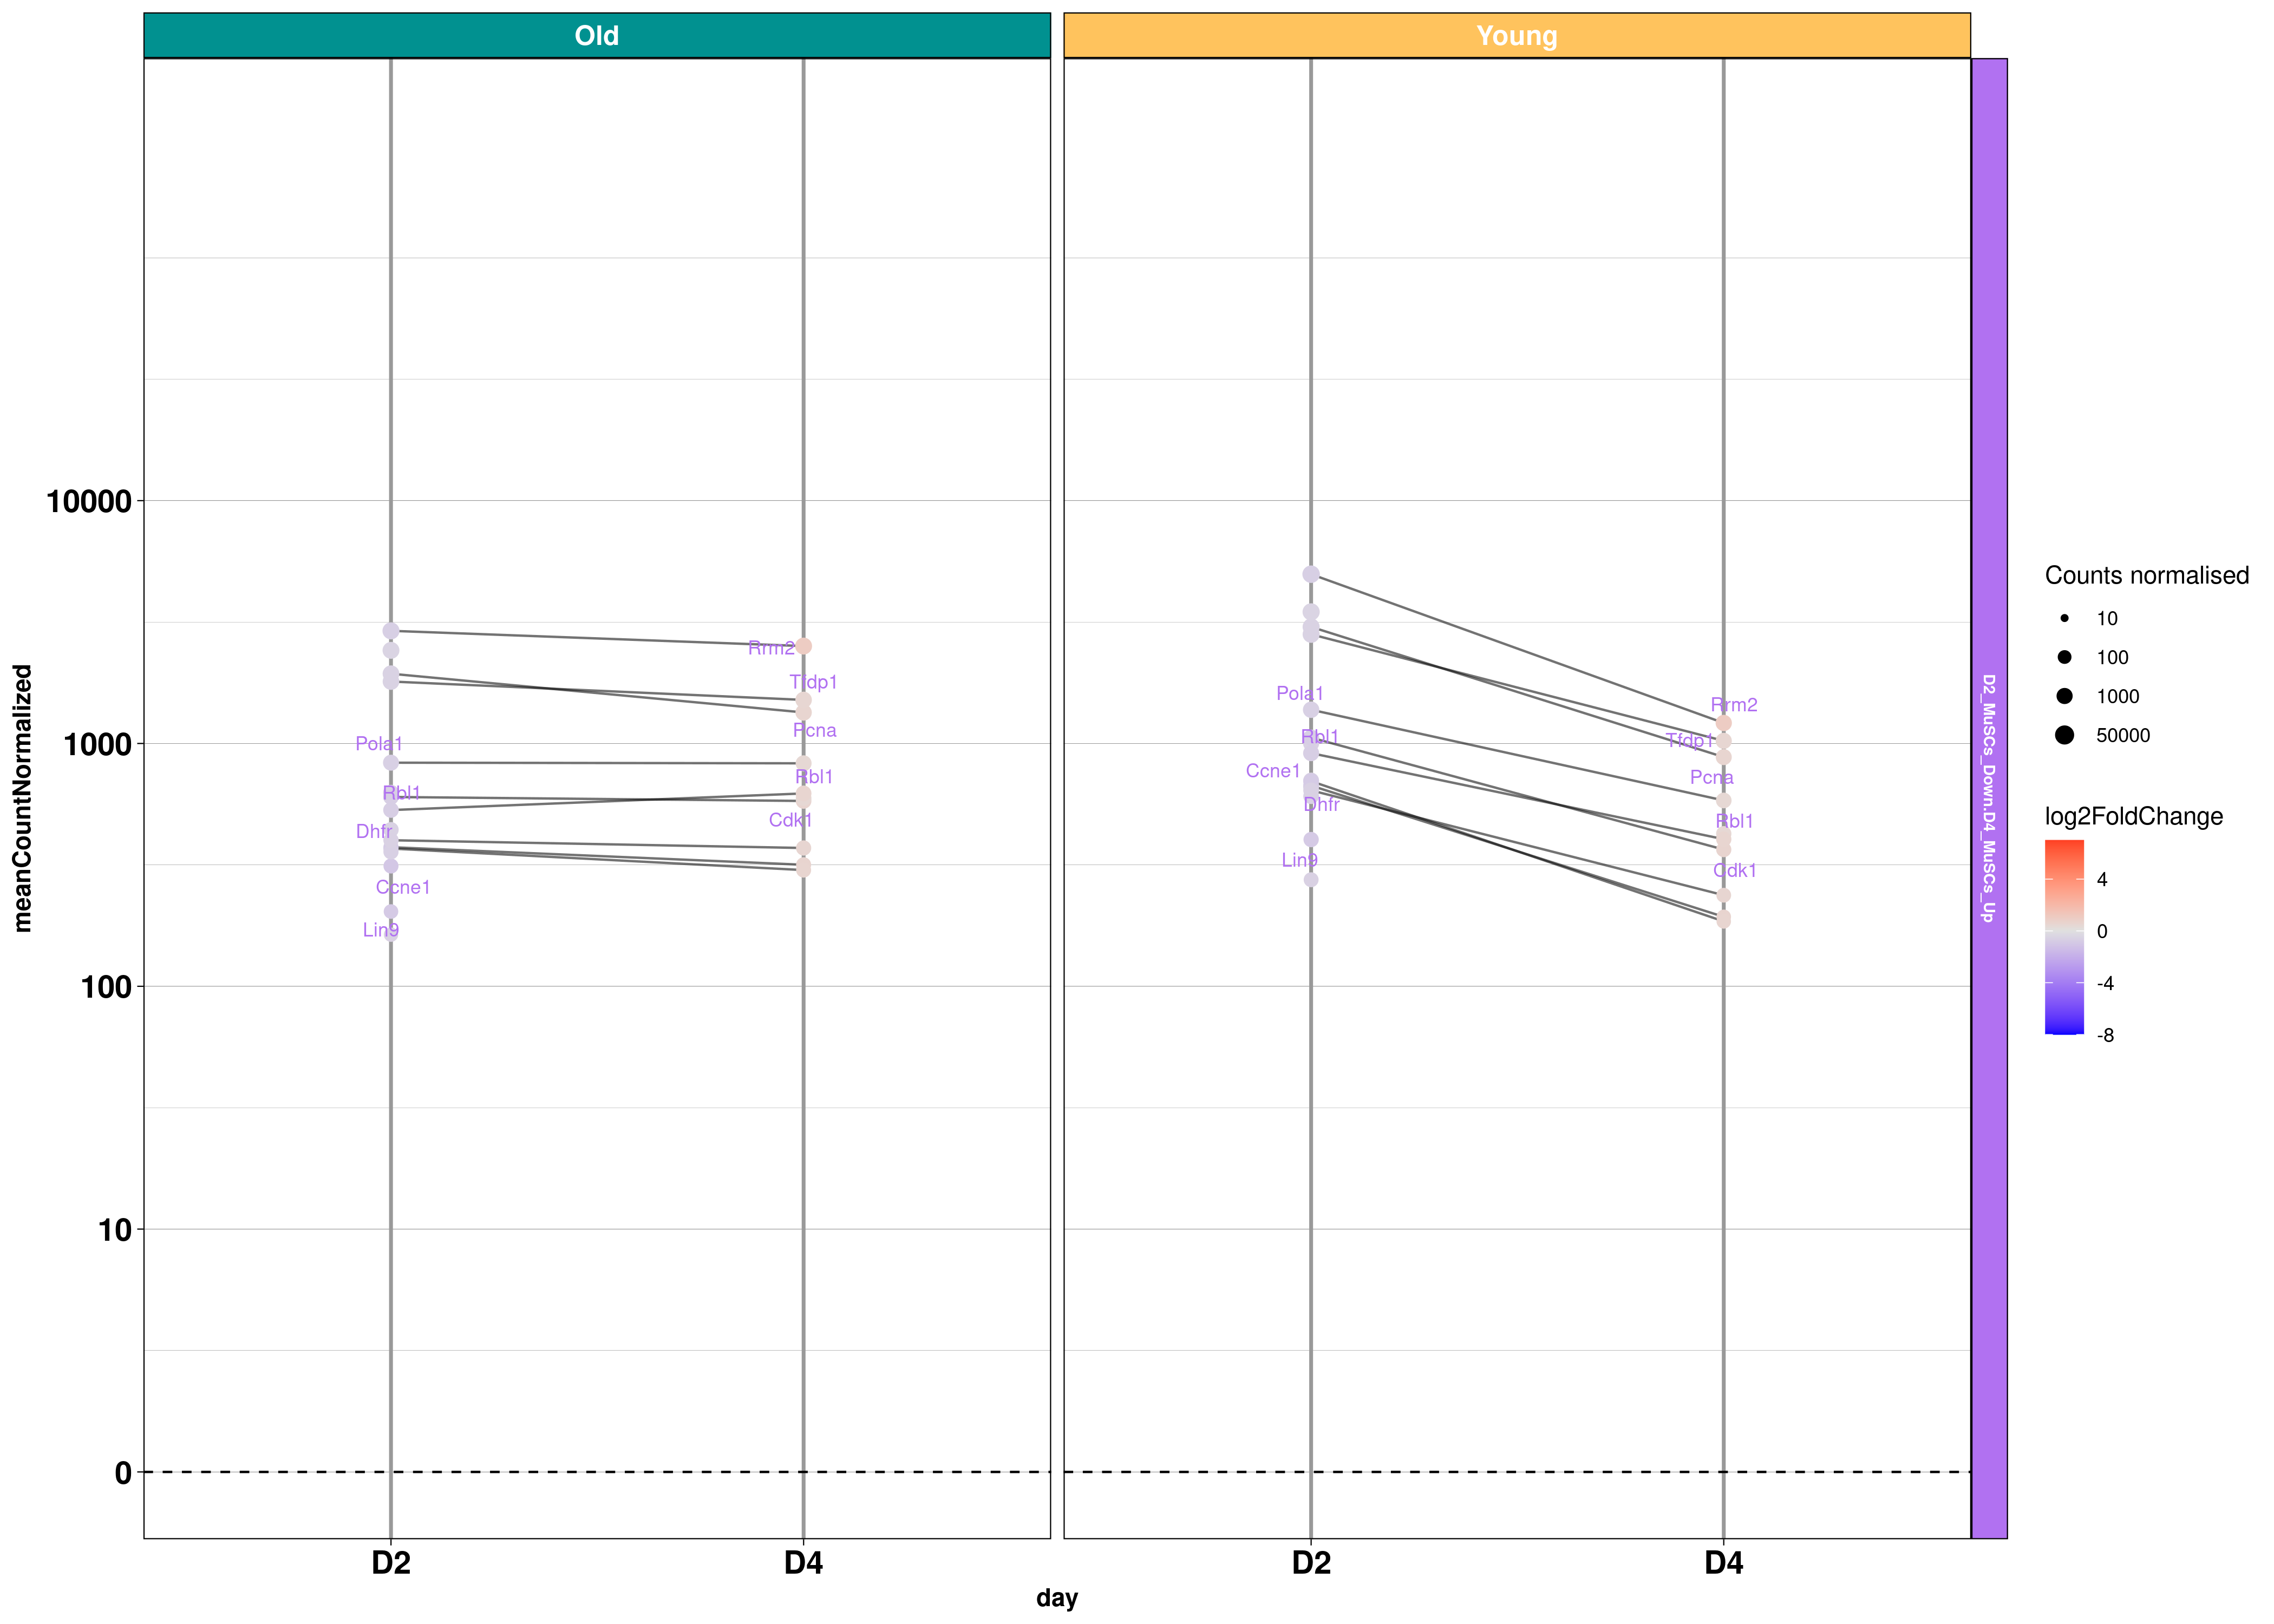 Old
Young
meanCountNormalized
10000
1000
100
10
0
Rrm2
Tfdp1
Pcna
Pola1
Rbl1
Rbl1
Cdk1
Dhfr
Ccne1
Lin9
Pola1
Rrm2
Rbl1
Tfdp1
Ccne1
Pcna
Dhfr
Rbl1
Lin9
Cdk1
D2_MuSCs_Down.D4_MuSCs_Up
D2
D4
D2
D4
day
Counts normalised
10
100
1000
50000
log2FoldChange
4
0
-4
-8